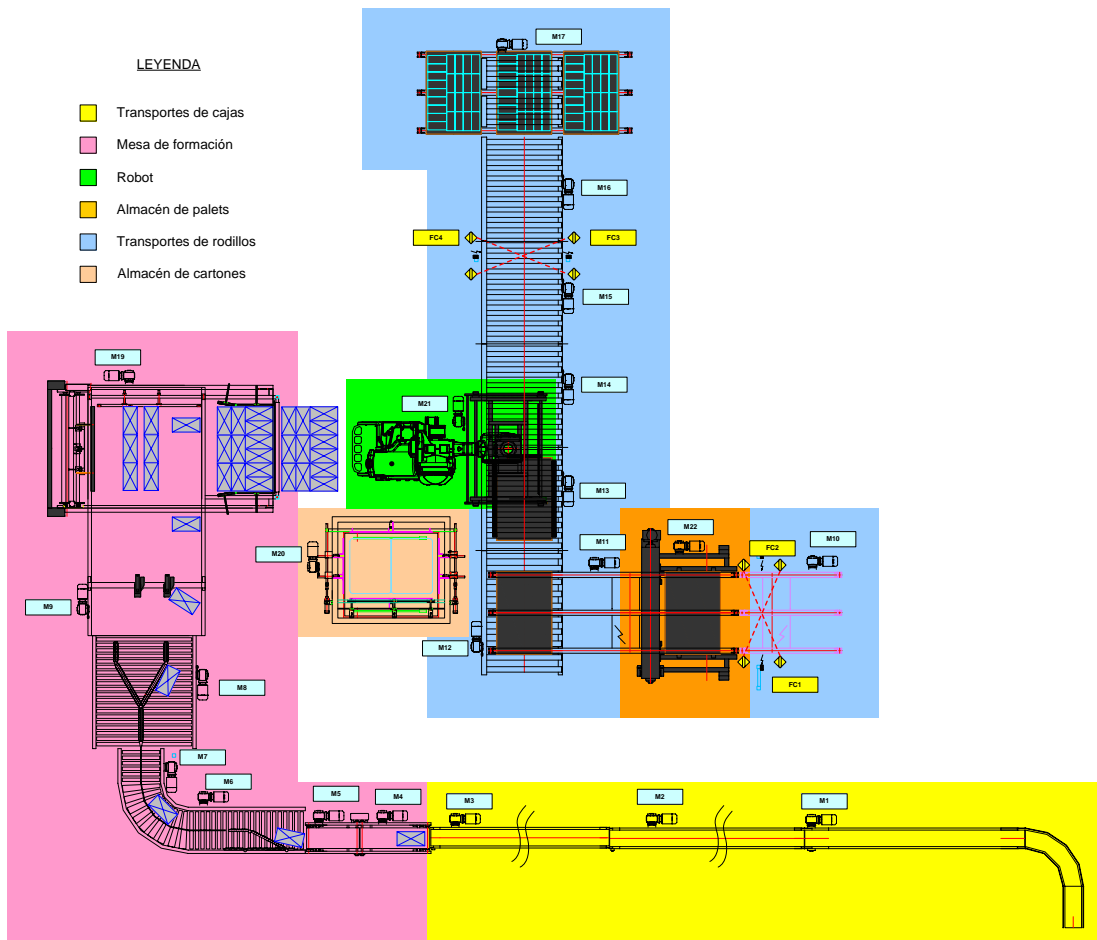 M17
LEYENDA
Transportes de cajas
Mesa de formación
Robot
Almacén de palets
Transportes de rodillos
Almacén de cartones
M16
FC4
FC3
M15
M19
M14
M21
M13
M22
M11
FC2
M10
M20
M9
M12
FC1
M8
M7
M6
M5
M4
M3
M2
M1